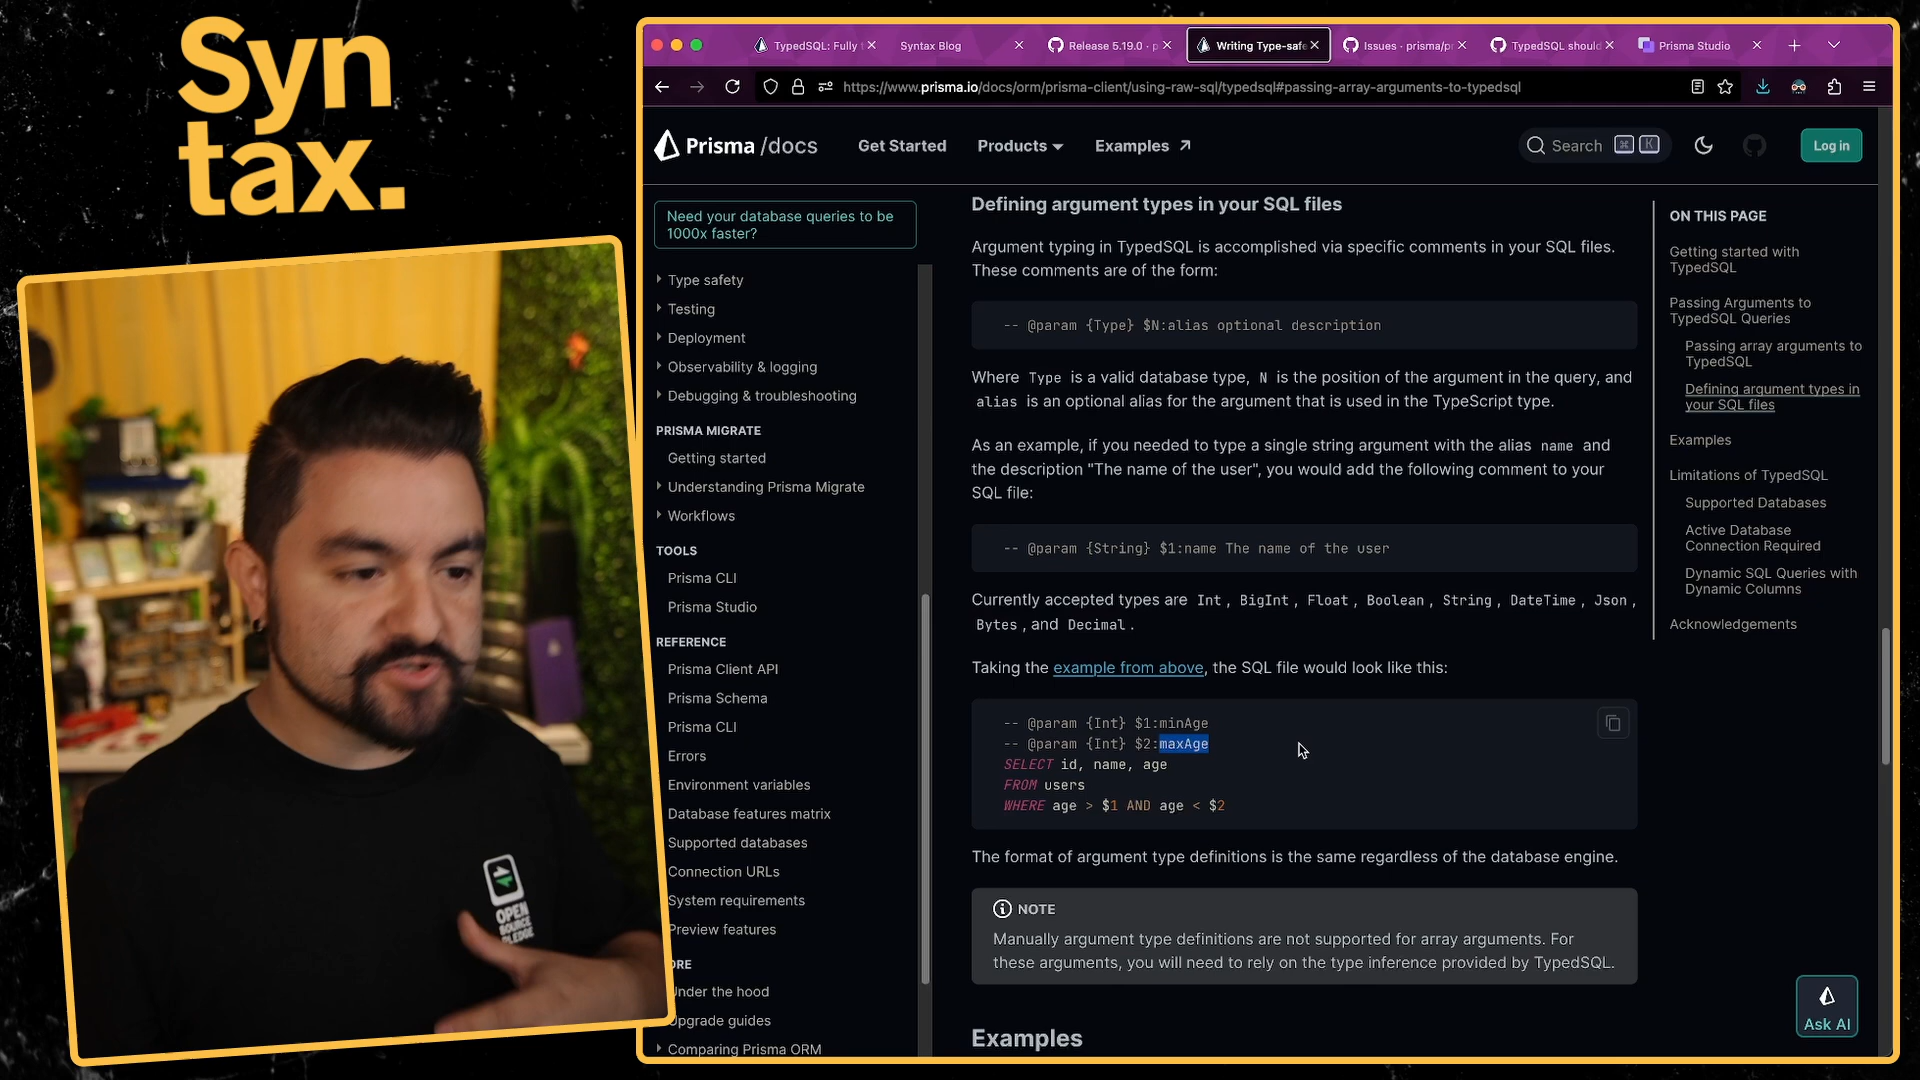 Syn
tax.
OPEN
SOURCE
PLEDGE
TypedSQL: Fully
Syntax Blog
Release 5.19.0 · p
Writing Type-safe
Issues · prisma/pr
TypedSQL should
Prisma Studio
https://www.prisma.io/docs/orm/prisma-client/using-raw-sql/typedsql#passing-array-arguments-to-typedsql
Prisma /docs
Get Started
Products
Examples
Search
K
Log in
Need your database queries to be
1000x faster?
Type safety
Testing
Deployment
Observability & logging
Debugging & troubleshooting
PRISMA MIGRATE
Getting started
Understanding Prisma Migrate
Workflows
TOOLS
Prisma CLI
Prisma Studio
REFERENCE
Prisma Client API
Prisma Schema
Prisma CLI
Errors
Environment variables
Database features matrix
Supported databases
Connection URLs
System requirements
Preview features
ORE
Under the hood
Upgrade guides
Comparing Prisma ORM
Defining argument types in your SQL files
Argument typing in TypedSQL is accomplished via specific comments in your SQL files.
These comments are of the form:
-- @param {Type} $N:alias optional description
Where Type is a valid database type, N is the position of the argument in the query, and
alias is an optional alias for the argument that is used in the TypeScript type.
As an example, if you needed to type a single string argument with the alias name and
the description "The name of the user", you would add the following comment to your
SQL file:
-- @param {String} $1:name The name of the user
Currently accepted types are Int, BigInt, Float, Boolean, String, DateTime, Json,
Bytes, and Decimal.
Taking the example from above, the SQL file would look like this:
-- @param {Int} $1:minAge
-- @param {Int} $2:maxAge
SELECT id, name, age
FROM users
WHERE age > $1 AND age < $2
The format of argument type definitions is the same regardless of the database engine.
NOTE
Manually argument type definitions are not supported for array arguments. For
these arguments, you will need to rely on the type inference provided by TypedSQL.
Examples
ON THIS PAGE
Getting started with
TypedSQL
Passing Arguments to
TypedSQL Queries
Passing array arguments to
TypedSQL
Defining argument types in
your SQL files
Examples
Limitations of TypedSQL
Supported Databases
Active Database
Connection Required
Dynamic SQL Queries with
Dynamic Columns
Acknowledgements
Ask AI